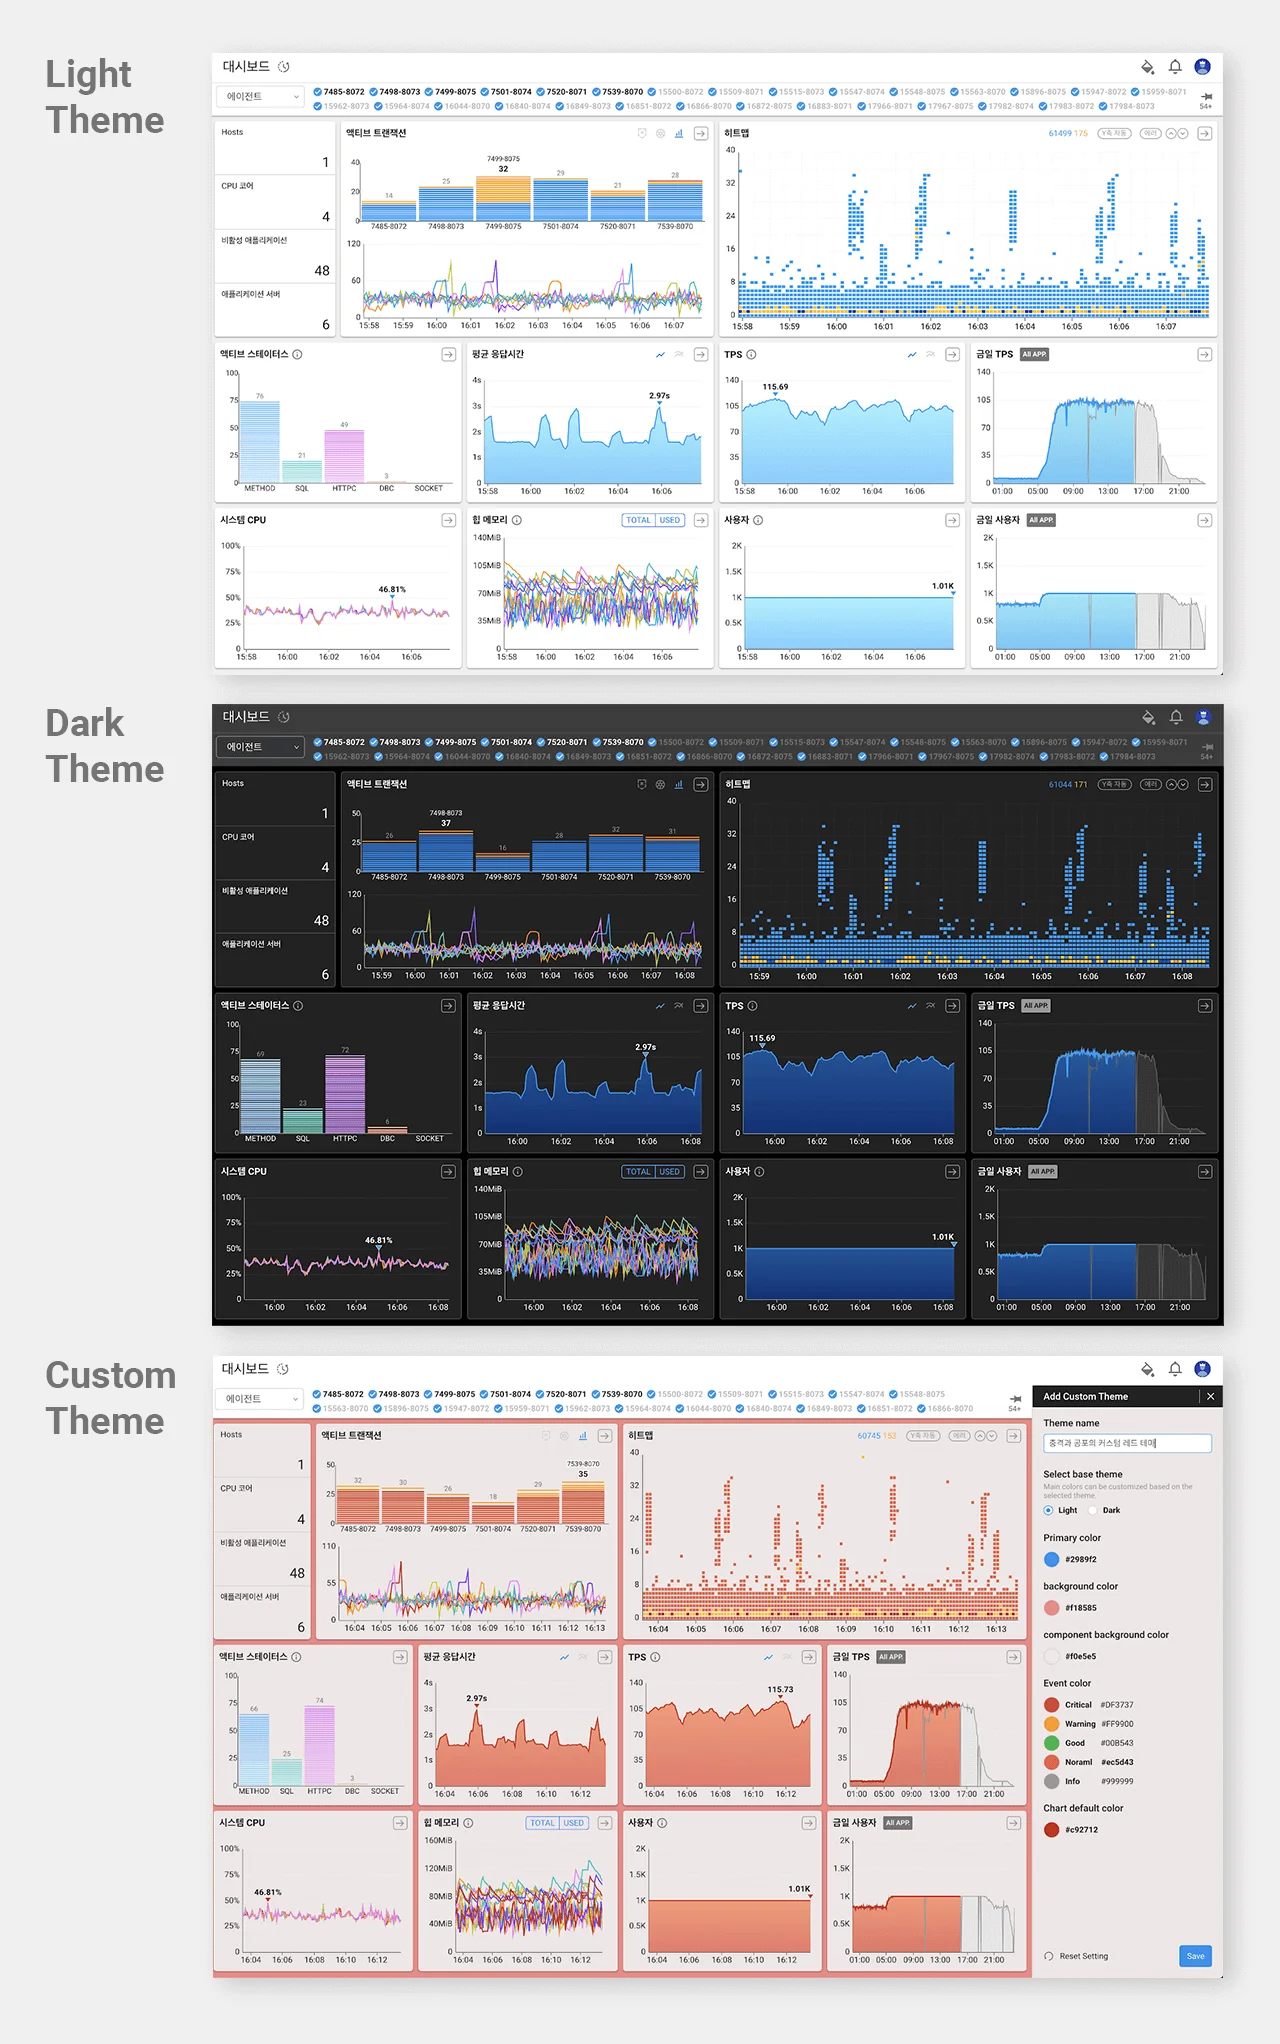 Light
Theme
대시보드
에이전트
7485-8072 7498-8073 7499-8075 7501-8074 7520-8071 7539-8070 15500-8072 15509-8071 15515-8073 15547-8074 15548-8075 15563-8070 15896-8075 15947-8072 15959-8071
15962-8073 15964-8074 16044-8070 16840-8074 16849-8073 16851-8072 16866-8070 16872-8075 16883-8071 17966-8071 17967-8075 17982-8074 17983-8072 17984-8073
54+
Hosts
1
CPU 코어
4
비활성 애플리케이션
48
애플리케이션 서버
6
액티브 트랜잭션
7499-8075
32
40
20
0
14
25
29
21
28
7485-8072 7498-8073 7499-8075 7501-8074 7520-8071 7539-8070
120
60
0
15:58 15:59 16:00 16:01 16:02 16:03 16:04 16:05 16:06 16:07
히트맵
61499 175
Y축 자동
에러
40
32
24
16
8
0
15:58 15:59 16:00 16:01 16:02 16:03 16:04 16:05 16:06 16:07
액티브 스테이터스
100
75
50
25
0
76
21
49
3
METHOD SQL HTTPC DBC SOCKET
평균 응답시간
4s
3s
2s
1s
0
2.97s
15:58 16:00 16:02 16:04 16:06
TPS
140
105
70
35
0
115.69
15:58 16:00 16:02 16:04 16:06
금일 TPS All APP.
140
105
70
35
0
01:00 05:00 09:00 13:00 17:00 21:00
시스템 CPU
100%
75%
50%
25%
0
46.81%
15:58 16:00 16:02 16:04 16:06
힙 메모리
TOTAL USED
140MiB
105MiB
70MiB
35MiB
0
15:58 16:00 16:02 16:04 16:06
사용자
2K
1.5K
1K
0.5K
0
1.01K
15:58 16:00 16:02 16:04 16:06
금일 사용자 All APP.
2K
1.5K
1K
0.5K
0
01:00 05:00 09:00 13:00 17:00 21:00
Dark
Theme
대시보드
에이전트
7485-8072 7498-8073 7499-8075 7501-8074 7520-8071 7539-8070 15500-8072 15509-8071 15515-8073 15547-8074 15548-8075 15563-8070 15896-8075 15947-8072 15959-8071
15962-8073 15964-8074 16044-8070 16840-8074 16849-8073 16851-8072 16866-8070 16872-8075 16883-8071 17966-8071 17967-8075 17982-8074 17983-8072 17984-8073
54+
Hosts
1
CPU 코어
4
비활성 애플리케이션
48
애플리케이션 서버
6
액티브 트랜잭션
7498-8073
37
50
25
0
26
16
28
32
31
7485-8072 7498-8073 7499-8075 7501-8074 7520-8071 7539-8070
120
60
0
15:59 16:00 16:01 16:02 16:03 16:04 16:05 16:06 16:07 16:08
히트맵
61044 171
Y축 자동
에러
40
32
24
16
8
0
15:59 16:00 16:01 16:02 16:03 16:04 16:05 16:06 16:07 16:08
액티브 스테이터스
100
75
50
25
0
69
23
72
6
METHOD SQL HTTPC DBC SOCKET
평균 응답시간
4s
3s
2s
1s
0
2.97s
16:00 16:02 16:04 16:06 16:08
TPS
140
105
70
35
0
115.69
16:00 16:02 16:04 16:06 16:08
금일 TPS All APP.
140
105
70
35
0
01:00 05:00 09:00 13:00 17:00 21:00
시스템 CPU
100%
75%
50%
25%
0
46.81%
16:00 16:02 16:04 16:06 16:08
힙 메모리
TOTAL USED
140MiB
105MiB
70MiB
35MiB
0
16:00 16:02 16:04 16:06 16:08
사용자
2K
1.5K
1K
0.5K
0
1.01K
16:00 16:02 16:04 16:06 16:08
금일 사용자 All APP.
2K
1.5K
1K
0.5K
0
01:00 05:00 09:00 13:00 17:00 21:00
Custom
Theme
대시보드
에이전트
7485-8072 7498-8073 7499-8075 7501-8074 7520-8071 7539-8070 15500-8072 15509-8071 15515-8073 15547-8074 15548-8075
15563-8070 15896-8075 15947-8072 15959-8071 15962-8073 15964-8074 16044-8070 16840-8074 16849-8073 16851-8072 16866-8070
54+
Hosts
1
CPU 코어
4
비활성 애플리케이션
48
애플리케이션 서버
6
액티브 트랜잭션
7539-8070
35
50
25
0
32
30
26
18
29
7485-8072 7498-8073 7499-8075 7501-8074 7520-8071 7539-8070
110
55
0
16:04 16:05 16:06 16:07 16:08 16:09 16:10 16:11 16:12 16:13
히트맵
60745 153
Y축 자동
에러
40
32
24
16
8
0
16:04 16:05 16:06 16:07 16:08 16:09 16:10 16:11 16:12 16:13
액티브 스테이터스
100
75
50
25
0
66
25
74
3
METHOD SQL HTTPC DBC SOCKET
평균 응답시간
4s
3s
2s
1s
0
2.97s
16:04 16:06 16:08 16:10 16:12
TPS
140
105
70
35
0
115.73
16:04 16:06 16:08 16:10 16:12
금일 TPS All APP.
140
105
70
35
0
01:00 05:00 09:00 13:00 17:00 21:00
시스템 CPU
100%
75%
50%
25%
0
46.81%
16:04 16:06 16:08 16:10 16:12
힙 메모리
TOTAL USED
160MiB
120MiB
80MiB
40MiB
0
16:04 16:06 16:08 16:10 16:12
사용자
2K
1.5K
1K
0.5K
0
1.01K
16:04 16:06 16:08 16:10 16:12
금일 사용자 All APP.
2K
1.5K
1K
0.5K
0
01:00 05:00 09:00 13:00 17:00 21:00
Add Custom Theme
Theme name
충격과 공포의 커스텀 레드 테마
Select base theme
Main colors can be customized based on the
selected theme.
Light Dark
Primary color
#2989f2
background color
#f18585
component background color
#f0e5e5
Event color
Critical #DF3737
Warning #FF9900
Good #00B543
Noraml #ec5d43
Info #999999
Chart default color
#c92712
Reset Setting
Save